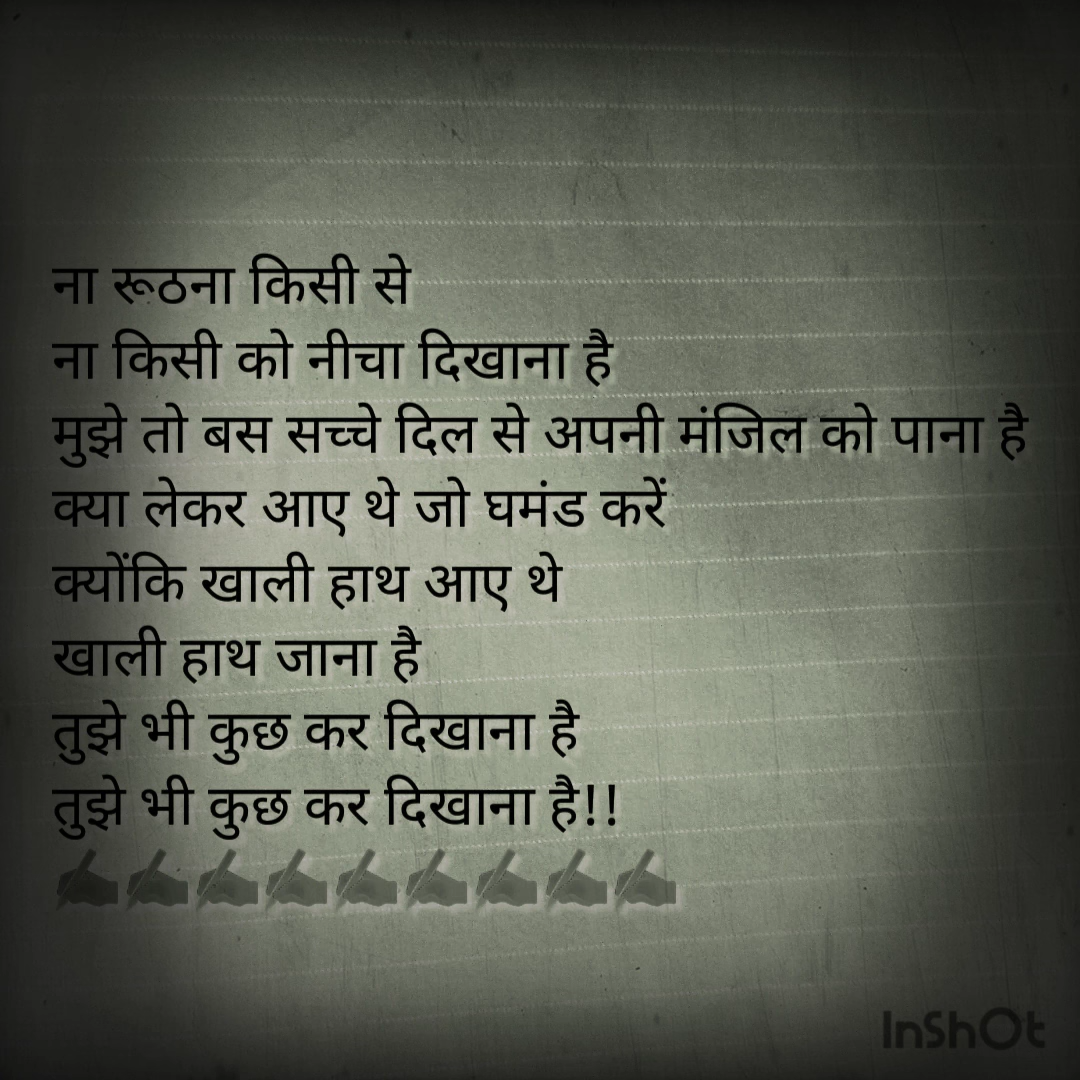 ना रूठना किसी से
ना किसी को नीचा दिखाना है
मुझे तो बस सच्चे दिल से अपनी मंजिल को पाना है
क्या लेकर आए थे जो घमंड करें
क्योंकि खाली हाथ आए थे
खाली हाथ जाना है
तुझे भी कुछ कर दिखाना है
तुझे भी कुछ कर दिखाना है!!
✍✍✍✍✍✍✍✍✍
InShOt